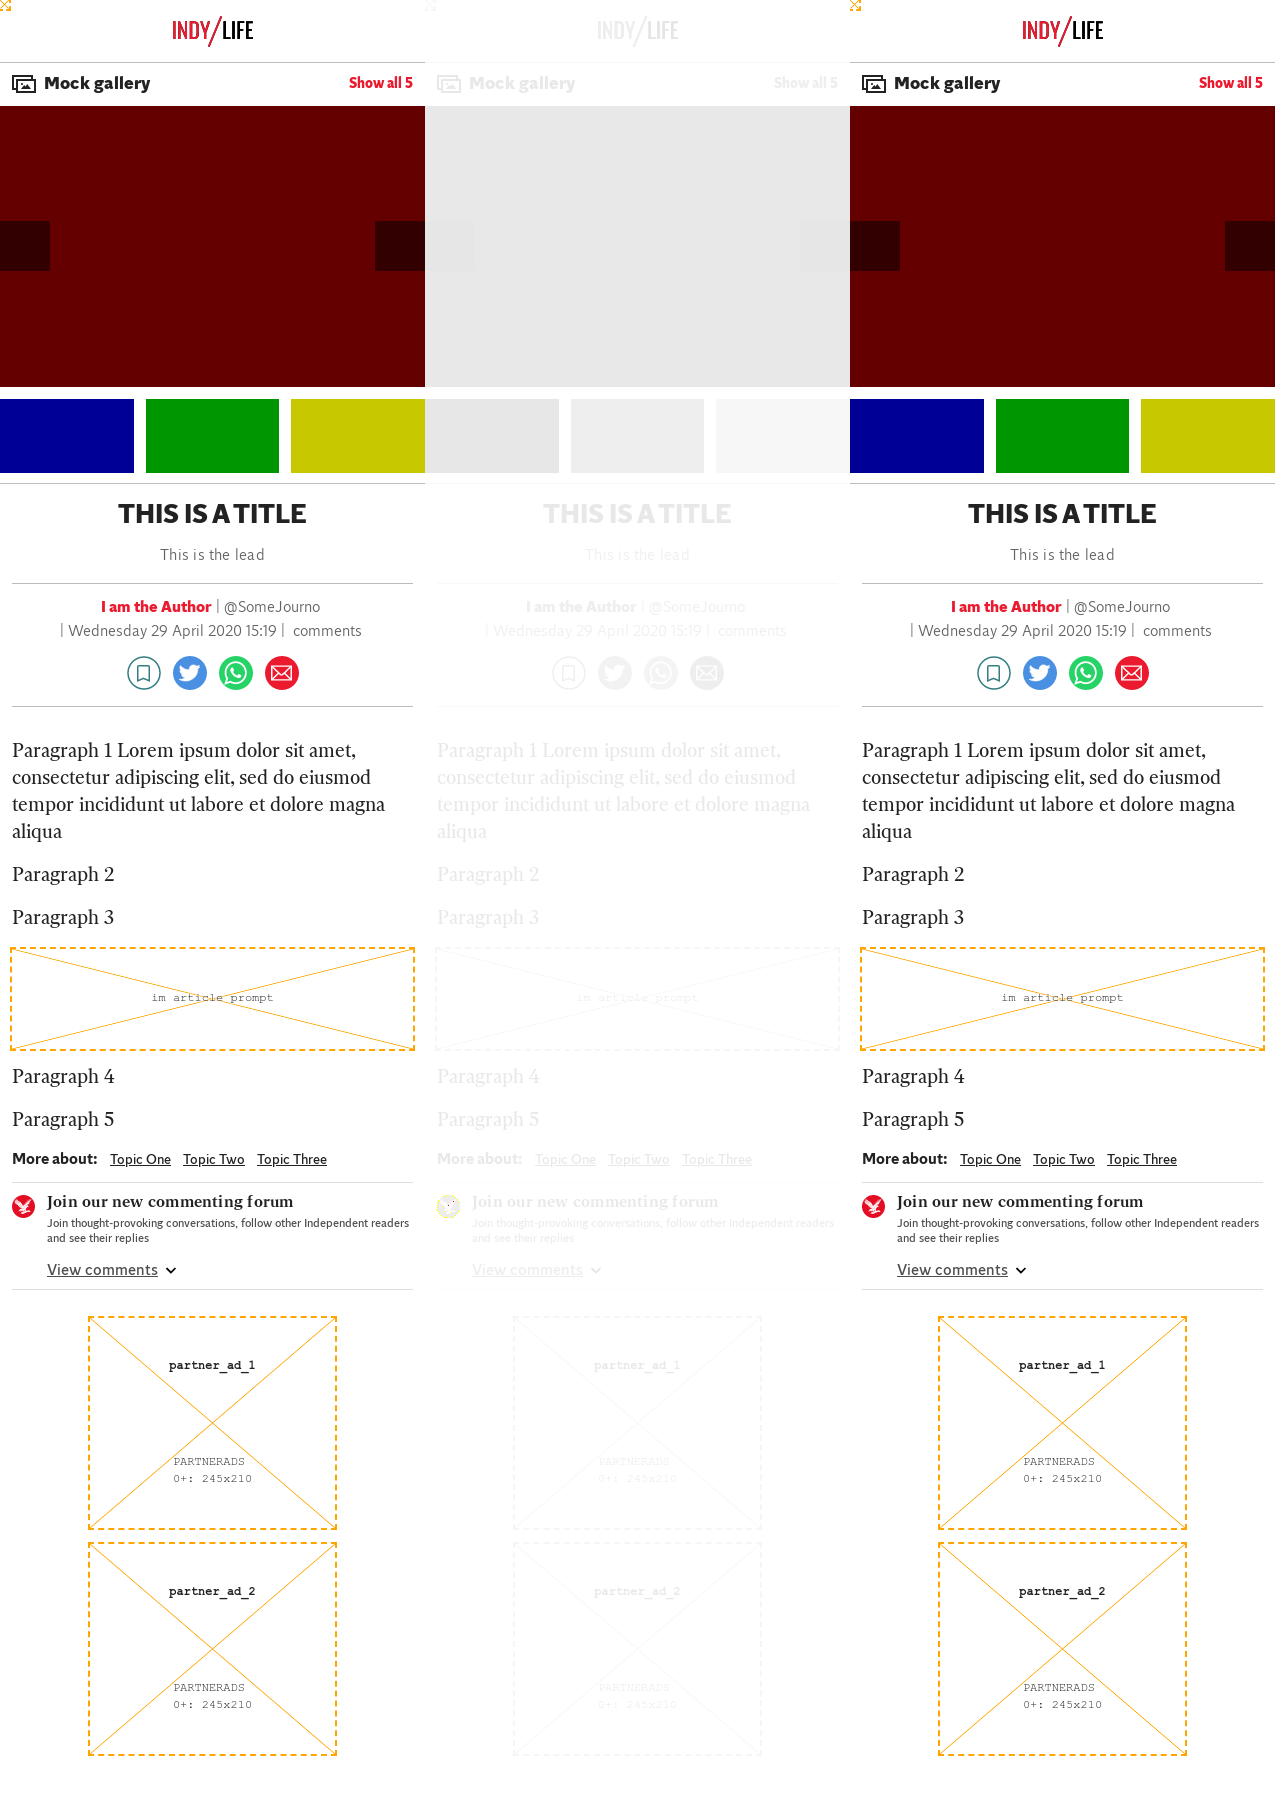 INDY/LIFE
Mock gallery Show all 5
THIS IS A TITLE
This is the lead
I am the Author | @SomeJourno
| Wednesday 29 April 2020 15:19 | comments
Paragraph 1 Lorem ipsum dolor sit amet,
consectetur adipiscing elit, sed do eiusmod
tempor incididunt ut labore et dolore magna
aliqua
Paragraph 2
Paragraph 3
im article prompt
Paragraph 4
Paragraph 5
More about: Topic One Topic Two Topic Three
Join our new commenting forum
Join thought-provoking conversations, follow other Independent readers
and see their replies
View comments
partner_ad_1
PARTNERADS
0+: 245x210
partner_ad_2
PARTNERADS
0+: 245x210
INDY/LIFE
Mock gallery Show all 5
THIS IS A TITLE
This is the lead
I am the Author | @SomeJourno
| Wednesday 29 April 2020 15:19 | comments
Paragraph 1 Lorem ipsum dolor sit amet,
consectetur adipiscing elit, sed do eiusmod
tempor incididunt ut labore et dolore magna
aliqua
Paragraph 2
Paragraph 3
im article prompt
Paragraph 4
Paragraph 5
More about: Topic One Topic Two Topic Three
Join our new commenting forum
Join thought-provoking conversations, follow other Independent readers
and see their replies
View comments
partner_ad_1
PARTNERADS
0+: 245x210
partner_ad_2
PARTNERADS
0+: 245x210
INDY/LIFE
Mock gallery Show all 5
THIS IS A TITLE
This is the lead
I am the Author | @SomeJourno
| Wednesday 29 April 2020 15:19 | comments
Paragraph 1 Lorem ipsum dolor sit amet,
consectetur adipiscing elit, sed do eiusmod
tempor incididunt ut labore et dolore magna
aliqua
Paragraph 2
Paragraph 3
im article prompt
Paragraph 4
Paragraph 5
More about: Topic One Topic Two Topic Three
Join our new commenting forum
Join thought-provoking conversations, follow other Independent readers
and see their replies
View comments
partner_ad_1
PARTNERADS
0+: 245x210
partner_ad_2
PARTNERADS
0+: 245x210